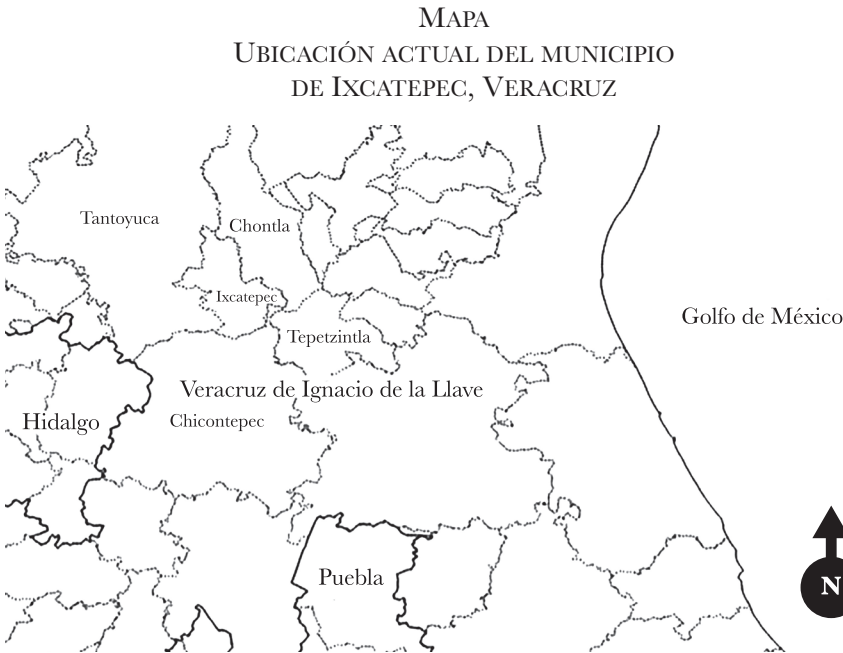 MAPA
UBICACIÓN ACTUAL DEL MUNICIPIO
DE IXCATEPEC, VERACRUZ
Tantoyuca
Chontla
Ixcatepec
Golfo de México
Tepetzintla
Veracruz de Ignacio de la Llave
Hidalgo
Chicontepec
Puebla
N